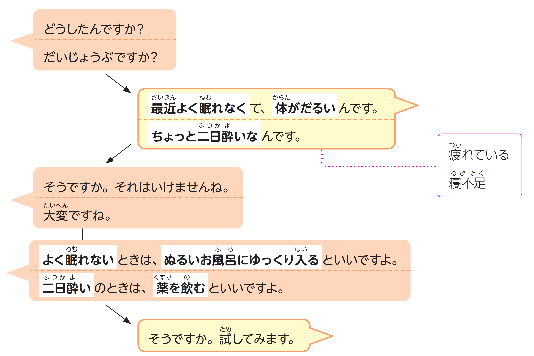 どうしたんですか？
だいじょうぶですか？
最近よく眠れなくて、体がだるいんです。
ちょっと二日酔いなんです。
疲れている
寝不足
そうですか。それはいけませんね。
大変ですね。
よく眠れないときは、ぬるいお風呂にゆっくり入るといいですよ。
二日酔いのときは、薬を飲むといいですよ。
そうですか。試してみます。